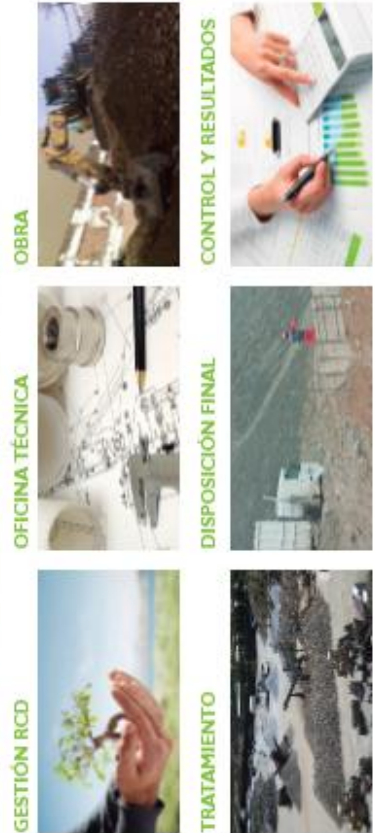 GESTIÓN RCD
OFICINA TÉCNICA
OBRA
TRATAMIENTO
DISPOSICIÓN FINAL
CONTROL Y RESULTADOS